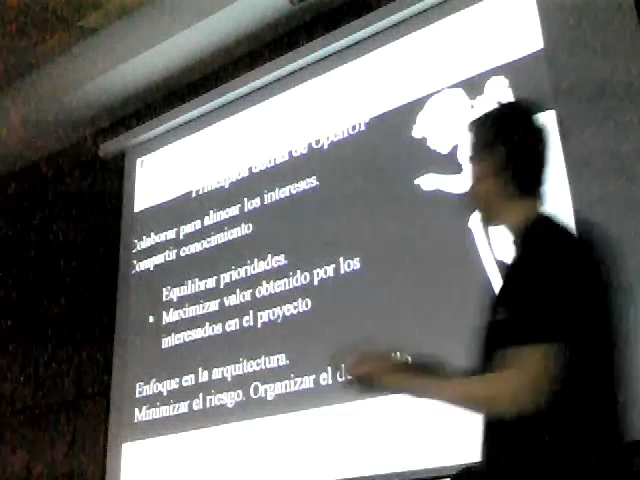 Principios detrás de OpenUP
Colaborar para alinear los intereses.
Compartir conocimiento
Equilibrar prioridades.
• Maximizar valor obtenido por los
interesados en el proyecto
Enfoque en la arquitectura.
Minimizar el riesgo. Organizar el